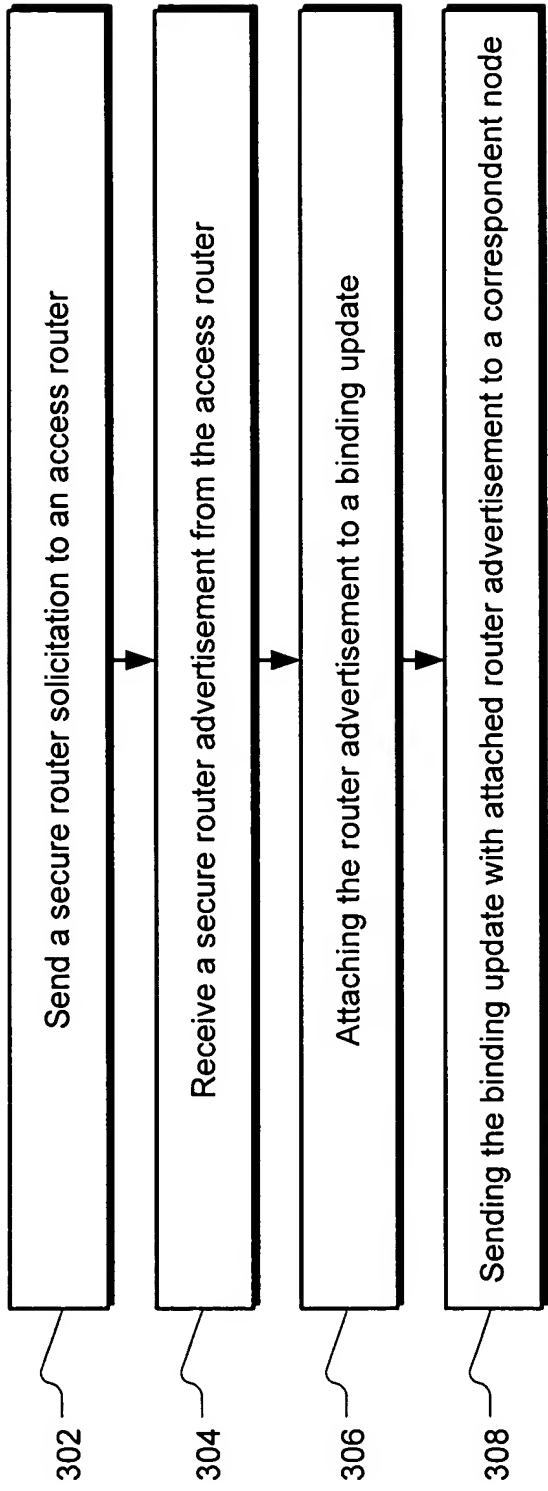 302
Send a secure router solicitation to an access router
304
Receive a secure router advertisement from the access router
306
Attaching the router advertisement to a binding update
308
Sending the binding update with attached router advertisement to a correspondent node